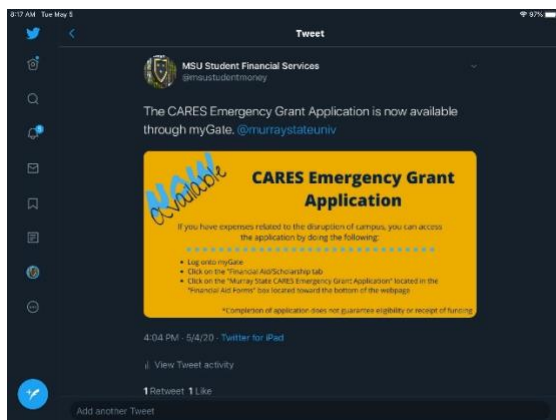 8:17 AM Tue May 5
97%
Tweet
MSU Student Financial Services
@msustudentmoney
The CARES Emergency Grant Application is now available
through myGate. @murraystateuniv
NOW
available
CARES Emergency Grant
Application
If you have expenses related to the disruption of campus, you can access
the application by doing the following:
• Log onto myGate
• Click on the "Financial Aid/Scholarship tab
• Click on the "Murray State CARES Emergency Grant Application" located in the
"Financial Aid Forms" box located toward the bottom of the webpage
*Completion of application does not guarantee eligibility or receipt of funding
4:04 PM · 5/4/20 · Twitter for iPad
View Tweet activity
1 Retweet 1 Like
Add another Tweet